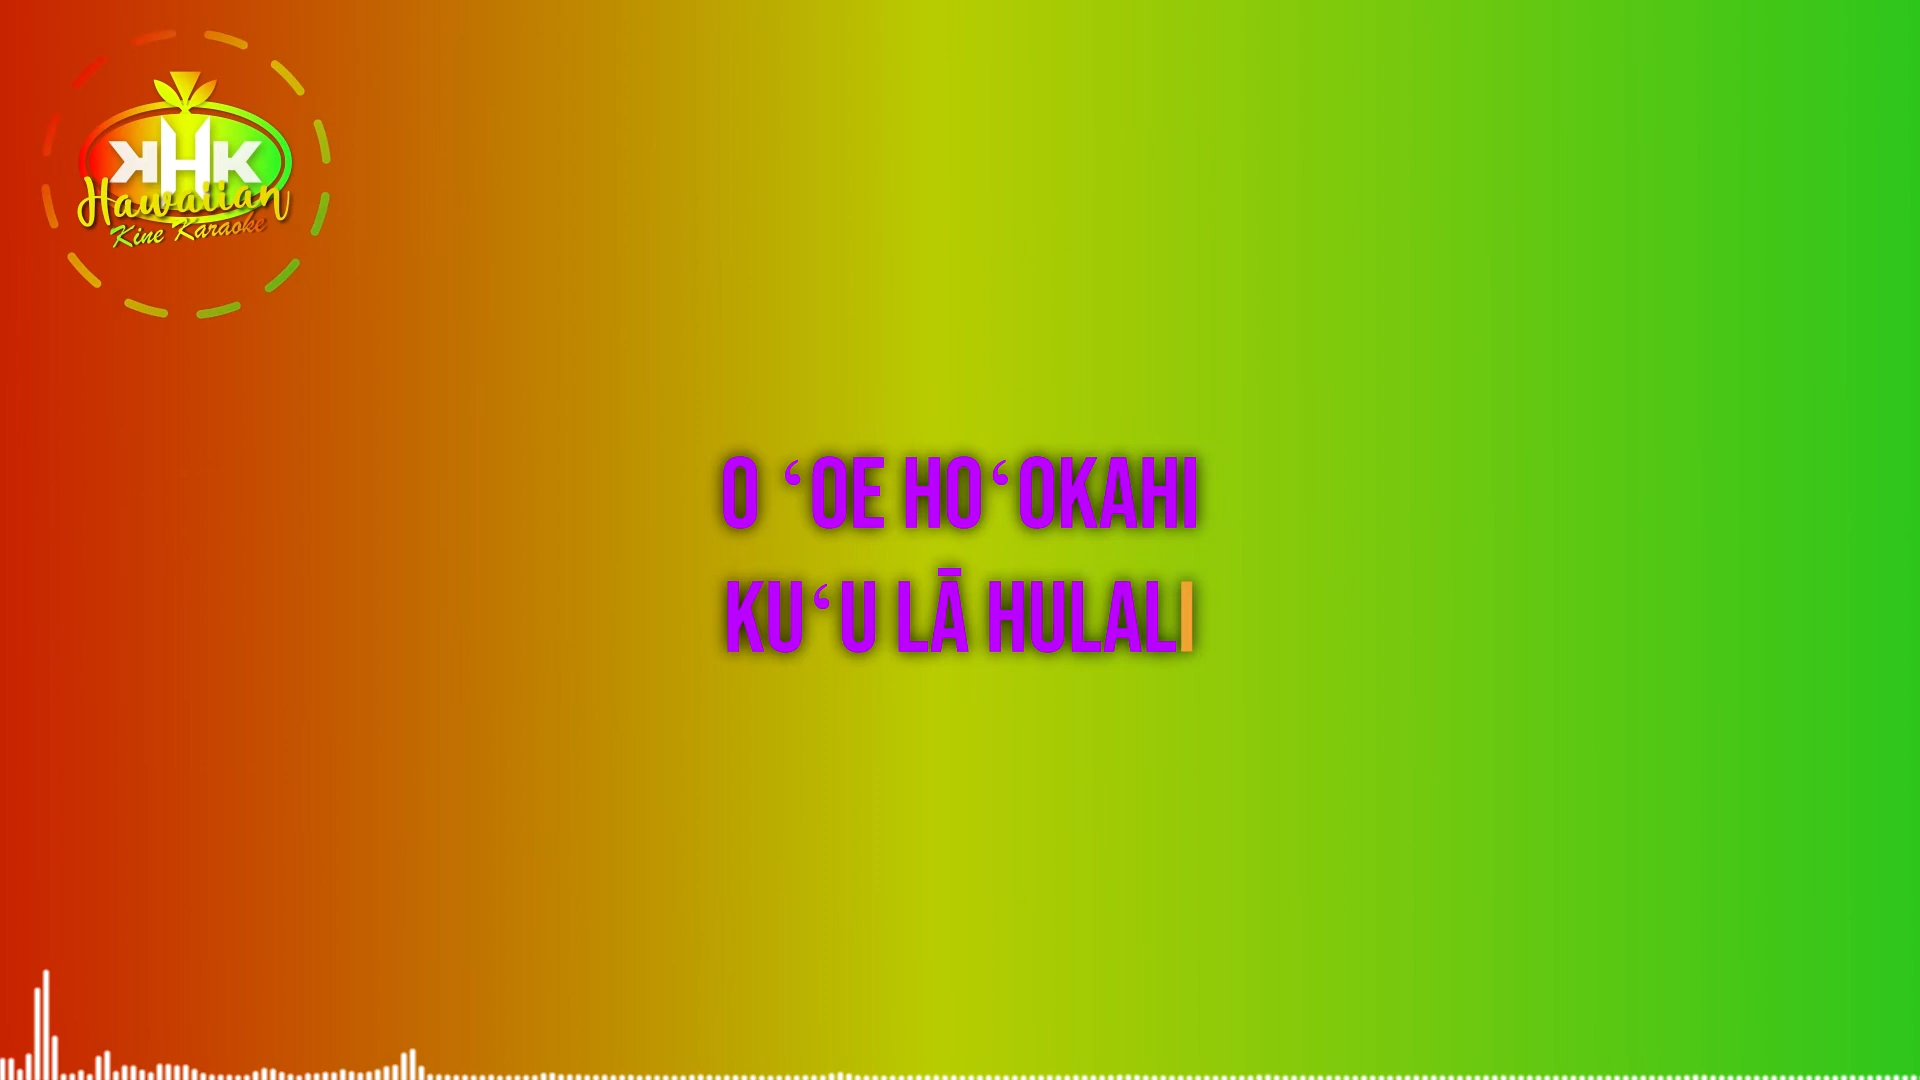 KHK
Hawaiian
Kine Karaoke
O ʻOE HOʻOKAHI
KUʻU LĀ HULALI